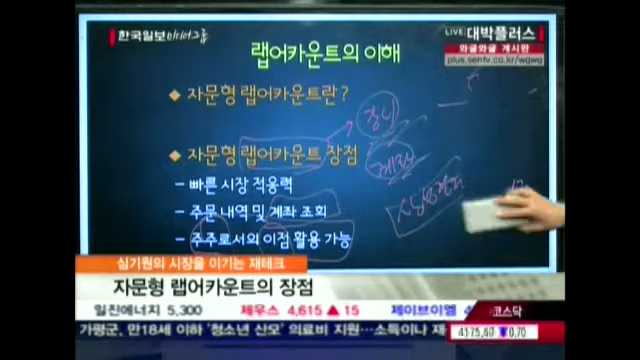 한국일보 미디어그룹
LIVE 대박플러스
와글와글 게시판
plus.sentv.co.kr/wgwg
랩어카운트의 이해
◆ 자문형 랩어카운트란?
◆ 자문형 랩어카운트 장점
계좌
– 빠른 시장 적응력
– 주문 내역 및 계좌 조회
– 주주로서의 이점 활용 가능
심기원의 시장을 이기는 재테크
자문형 랩어카운트의 장점
일진에너지 5,300 제우스 4,615 ▲ 15 제이브이엠
코스닥
가평군, 만18세 이하 '청소년 산모' 의료비 지원…소득이나 재